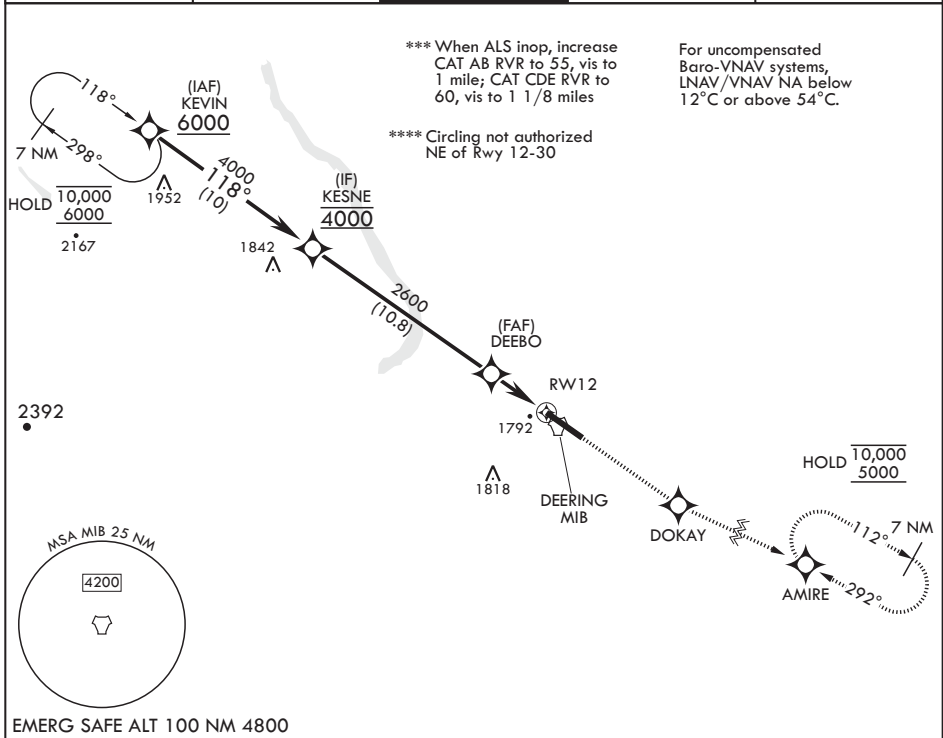 *** When ALS inop, increase
CAT AB RVR to 55, vis to
1 mile; CAT CDE RVR to
60, vis to 1 1/8 miles
For uncompensated
Baro-VNAV systems,
LNAV/VNAV NA below
12°C or above 54°C.
**** Circling not authorized
NE of Rwy 12-30
118°
(IAF)
KEVIN
6000
7 NM
298°
HOLD 10,000
6000
1952
2167
4000
118°
(10)
(IF)
KESNE
4000
1842
2600
(10.8)
(FAF)
DEEBO
RW12
1792
2392
1818
DEERING
MIB
HOLD 10,000
5000
DOKAY
112°
7 NM
292°
AMIRE
MSA MIB 25 NM
4200
EMERG SAFE ALT 100 NM 4800